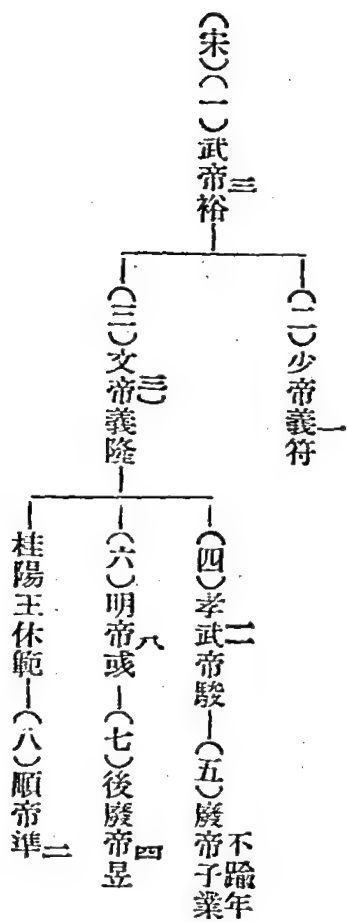 (宋)(一)武帝裕
三
(二)少帝義符
一
(三)文帝義隆
三〇
(四)孝武帝駿
一一
(五)廢帝子業
不踰年
(六)明帝彧
八
(七)後廢帝昱
四
桂陽王休範
(八)順帝準
二